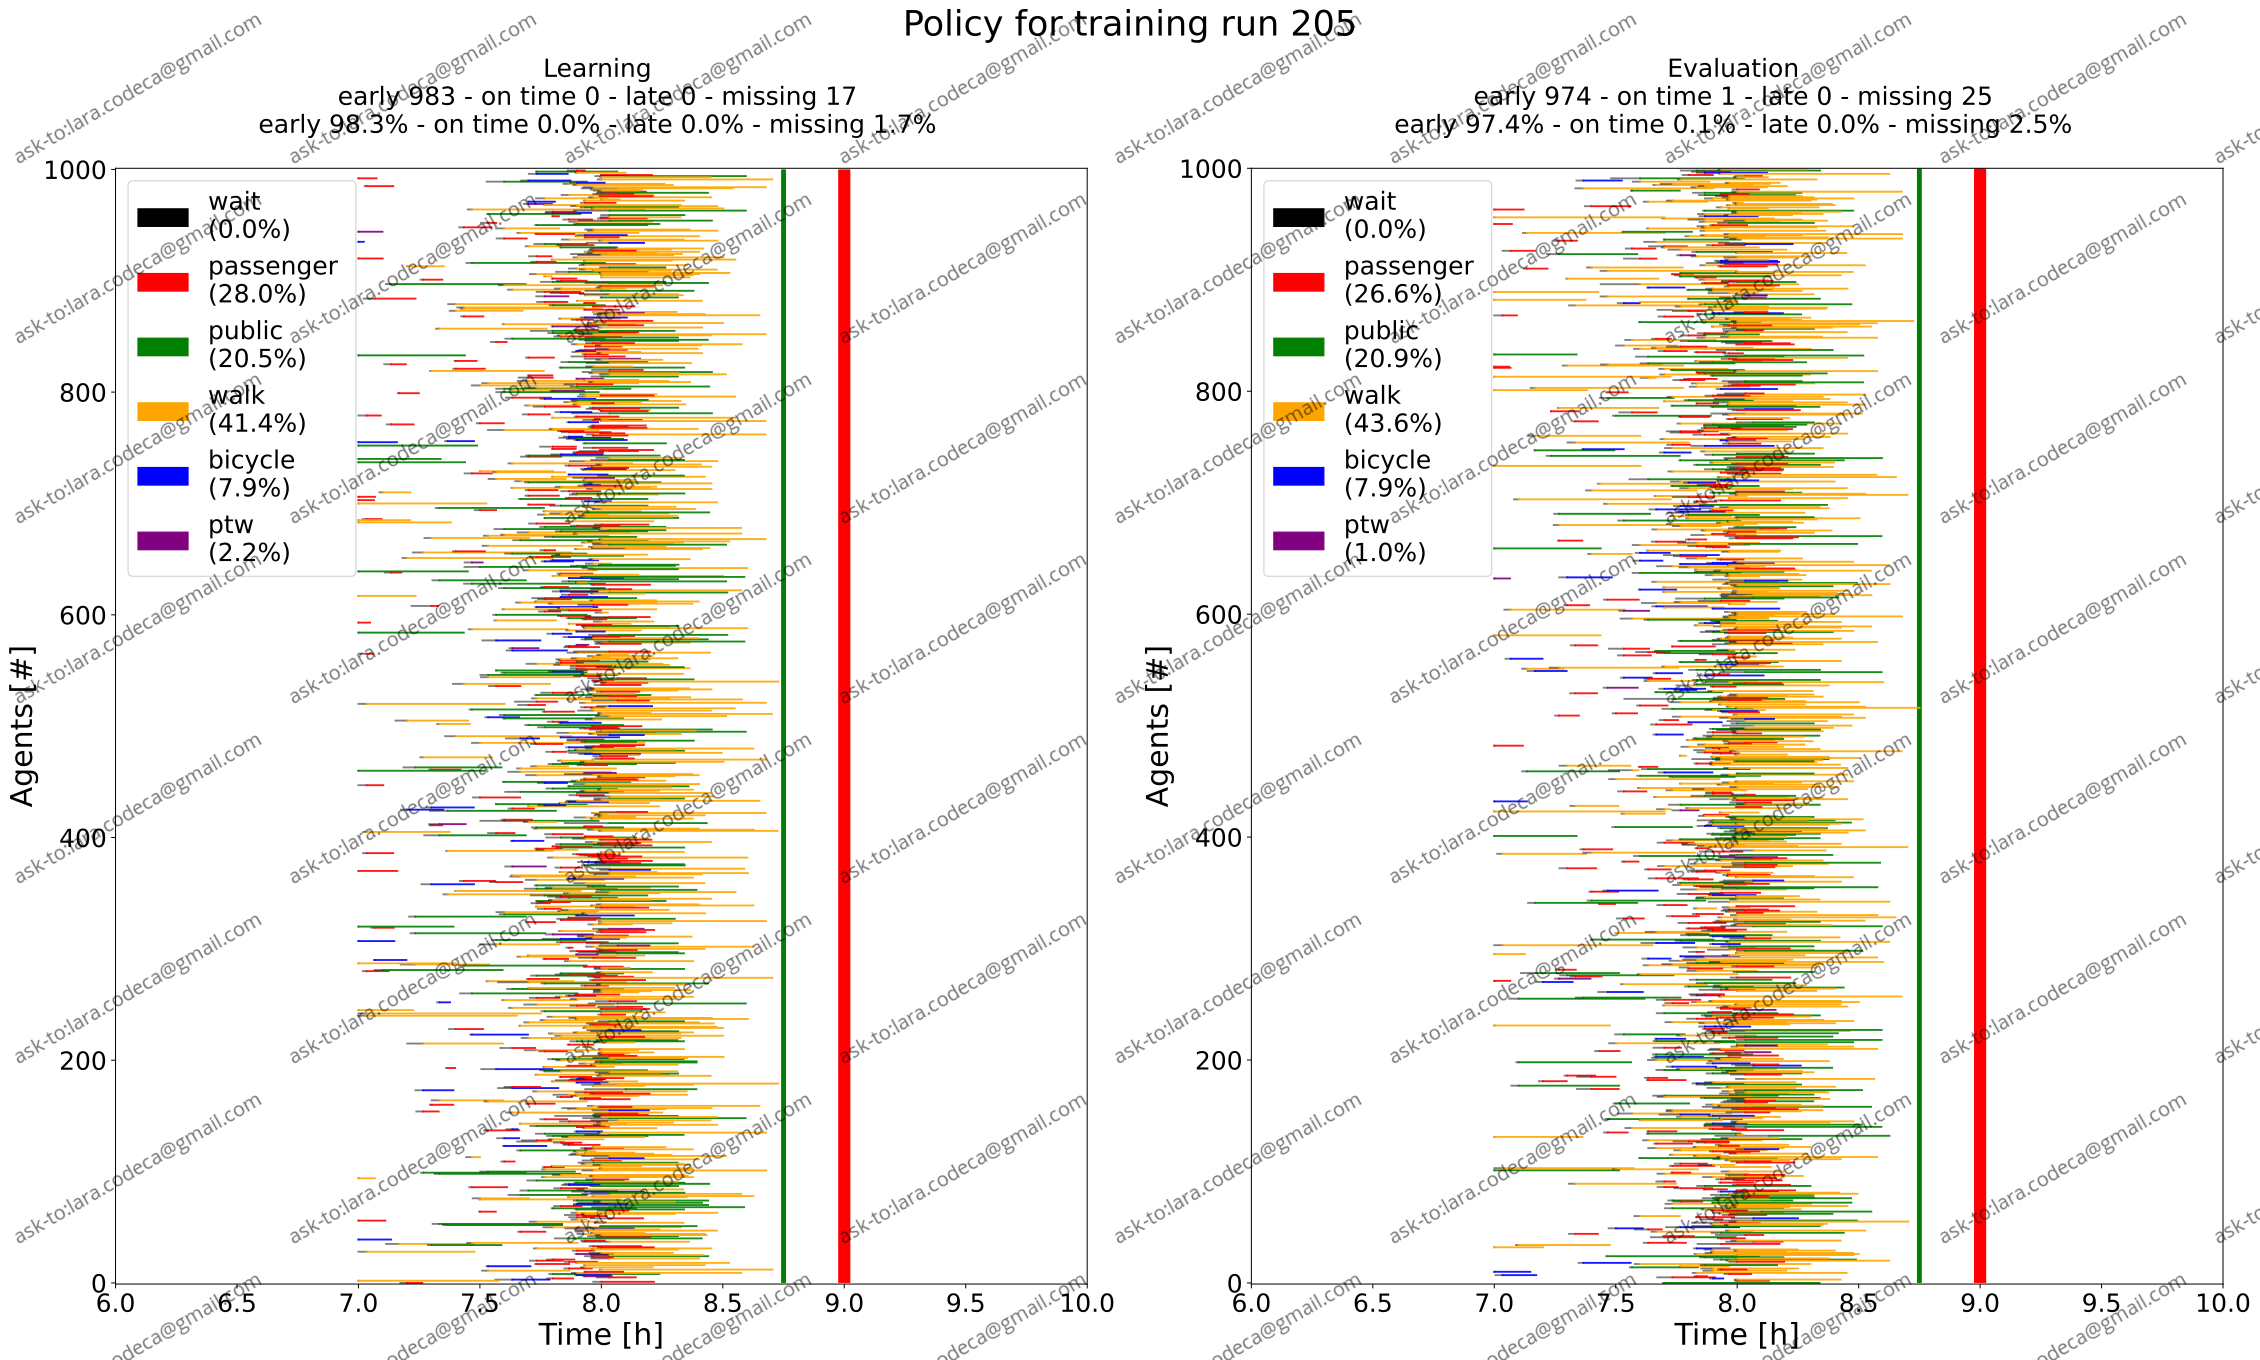 Policy for training run 205
Learning
early 983 - on time 0 - late 0 - missing 17
early 98.3% - on time 0.0% - late 0.0% - missing 1.7%
1000
800
600
400
200
0
Agents [#]
wait
(0.0%)
passenger
(28.0%)
public
(20.5%)
walk
(41.4%)
bicycle
(7.9%)
ptw
(2.2%)
6.0 6.5 7.0 7.5 8.0 8.5 9.0 9.5 10.0
Time [h]
Evaluation
early 974 - on time 1 - late 0 - missing 25
early 97.4% - on time 0.1% - late 0.0% - missing 2.5%
1000
800
600
400
200
0
Agents [#]
wait
(0.0%)
passenger
(26.6%)
public
(20.9%)
walk
(43.6%)
bicycle
(7.9%)
ptw
(1.0%)
6.0 6.5 7.0 7.5 8.0 8.5 9.0 9.5 10.0
Time [h]
ask-to:lara.codeca@gmail.com